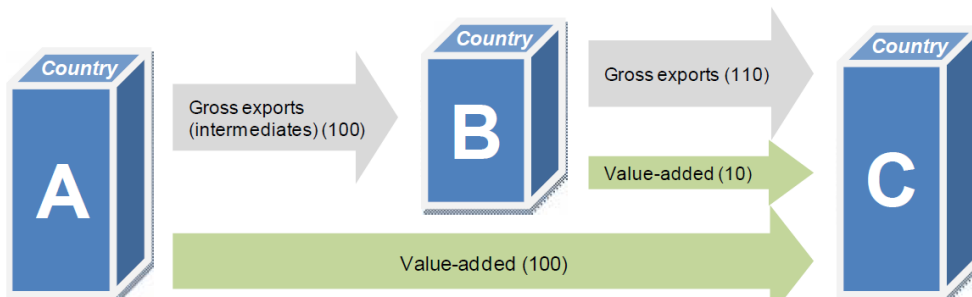 Country
A
Gross exports
(intermediates) (100)
Country
B
Gross exports (110)
Value-added (10)
Value-added (100)
Country
C